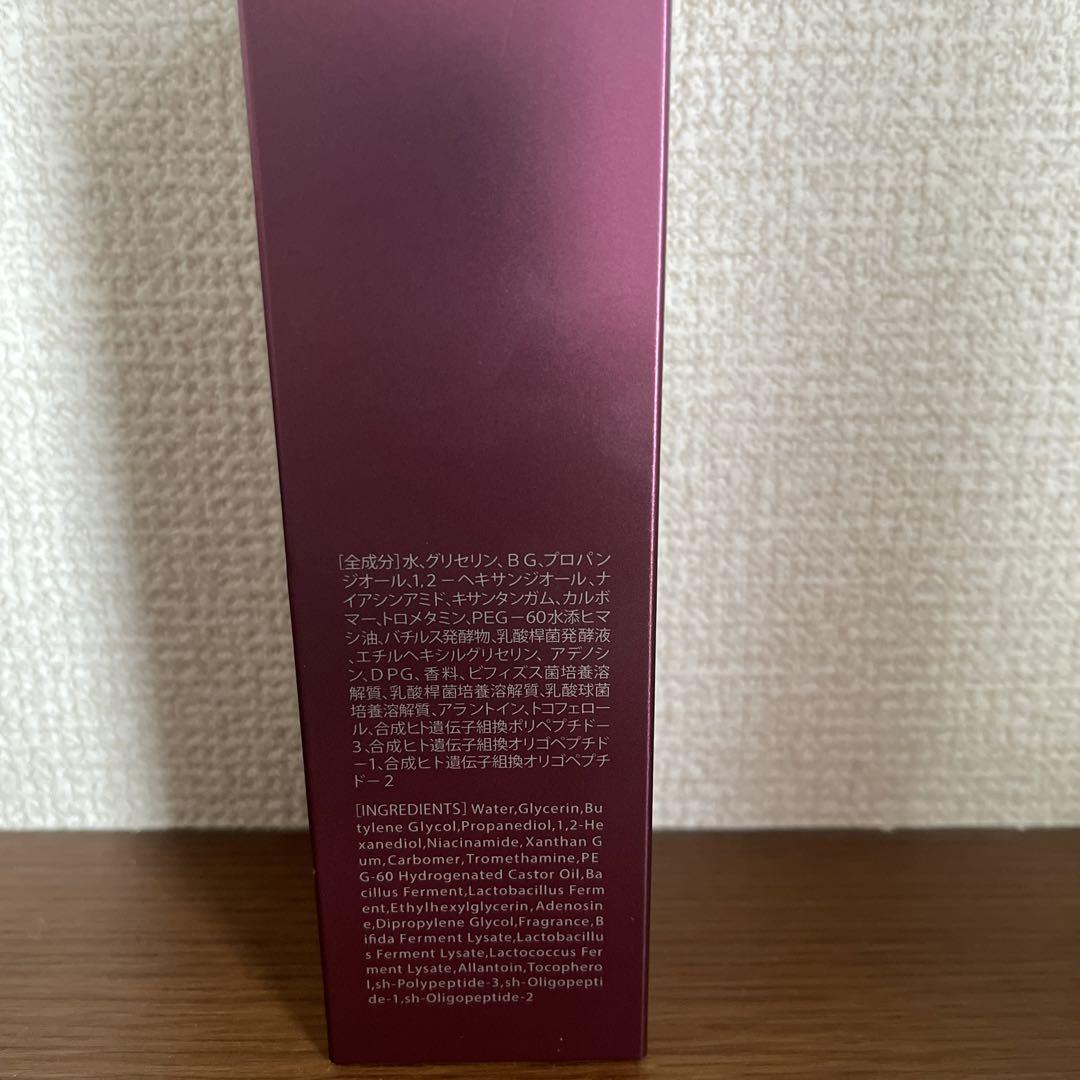 [全成分]水、グリセリン、ＢＧ、プロパン
ジオール、1,2－ヘキサンジオール、ナ
イアシンアミド、キサンタンガム、カルボ
マー、トロメタミン、PEG－60水添ヒマ
シ油、バチルス発酵物、乳酸桿菌発酵液
、エチルヘキシルグリセリン、アデノシ
ン、ＤＰＧ、香料、ビフィズス菌培養溶
解質、乳酸桿菌培養溶解質、乳酸球菌
培養溶解質、アラントイン、トコフェロー
ル、合成ヒト遺伝子組換ポリペプチド－
３、合成ヒト遺伝子組換オリゴペプチド
－1、合成ヒト遺伝子組換オリゴペプチ
ド－2
[INGREDIENTS] Water,Glycerin,Bu
tylene Glycol,Propanediol,1,2-He
xanediol,Niacinamide,Xanthan G
um,Carbomer,Tromethamine,PE
G-60 Hydrogenated Castor Oil,Ba
cillus Ferment,Lactobacillus Ferm
ent,Ethylhexylglycerin,Adenosin
e,Dipropylene Glycol,Fragrance,B
ifida Ferment Lysate,Lactobacillu
s Ferment Lysate,Lactococcus Fer
ment Lysate,Allantoin,Tocophero
l,sh-Polypeptide-3,sh-Oligopepti
de-1,sh-Oligopeptide-2